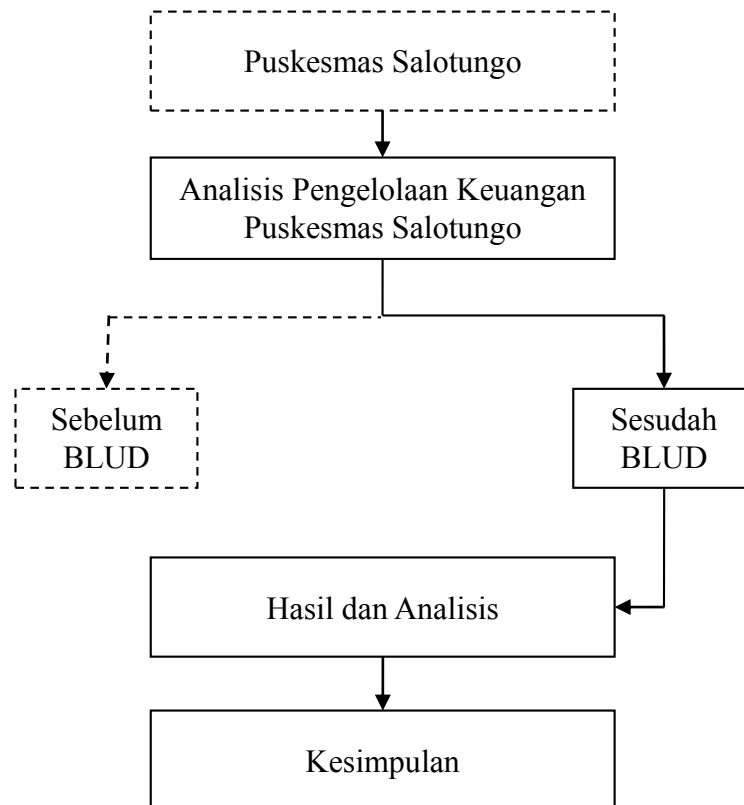 Puskesmas Salotungo
Analisis Pengelolaan Keuangan
Puskesmas Salotungo
Sebelum
BLUD
Sesudah
BLUD
Hasil dan Analisis
Kesimpulan